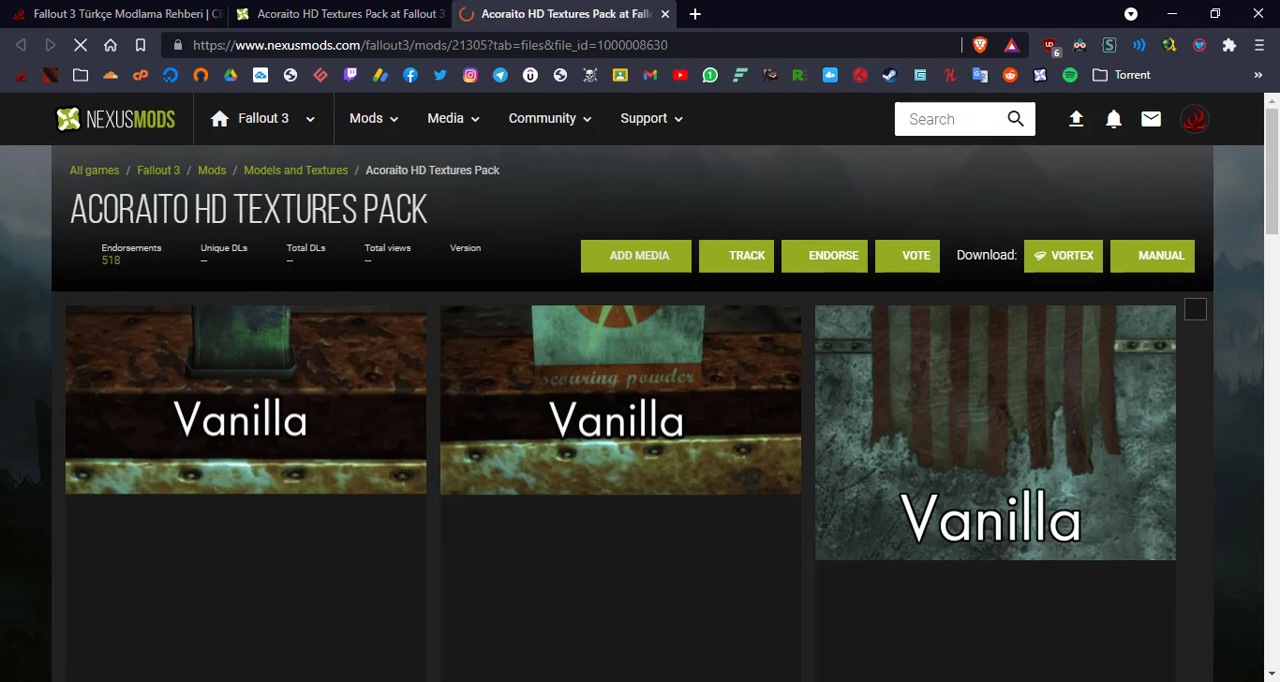 Fallout 3 Türkçe Modlama Rehberi | CF
Acoraito HD Textures Pack at Fallout 3
Acoraito HD Textures Pack at Fallo
https://www.nexusmods.com/fallout3/mods/21305?tab=files&file_id=1000008630
6
Torrent
NEXUSMODS
Fallout 3
Mods
Media
Community
Support
Search
All games / Fallout 3 / Mods / Models and Textures / Acoraito HD Textures Pack
ACORAITO HD TEXTURES PACK
Endorsements
518
Unique DLs
--
Total DLs
--
Total views
--
Version
ADD MEDIA
TRACK
ENDORSE
VOTE
Download:
VORTEX
MANUAL
Vanilla
scouring powder
Vanilla
Vanilla